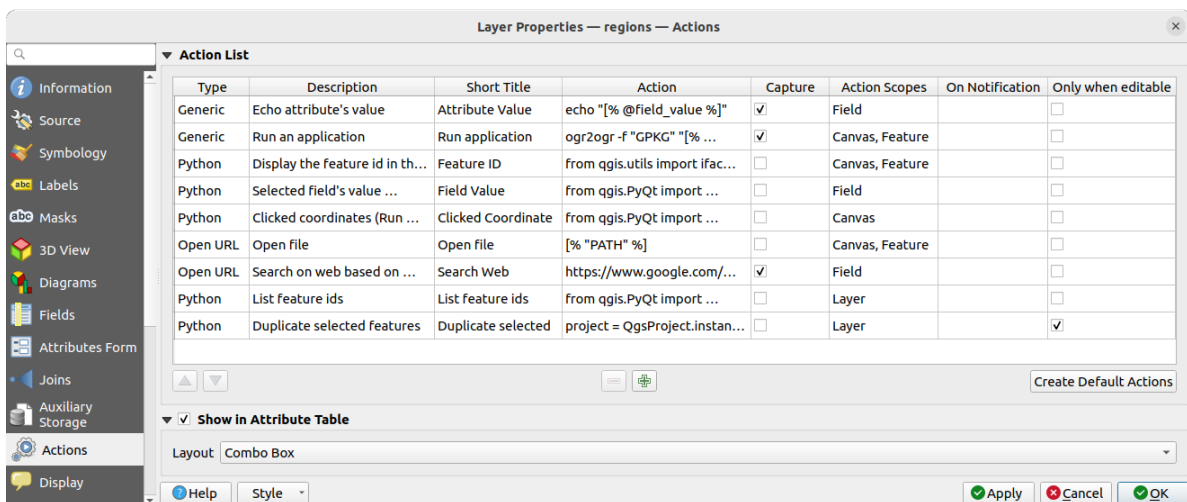 Layer Properties — regions — Actions
Information
Source
Symbology
abc Labels
abc Masks
3D View
Diagrams
Fields
Attributes Form
Joins
Auxiliary
Storage
Actions
Display
Action List
Type Description Short Title Action Capture Action Scopes On Notification Only when editable
Generic Echo attribute's value Attribute Value echo "[% @field_value %]" Field
Generic Run an application Run application ogr2ogr -f "GPKG" "[% ... Canvas, Feature
Python Display the feature id in th... Feature ID from qgis.utils import ifac... Canvas, Feature
Python Selected field's value ... Field Value from qgis.PyQt import ... Field
Python Clicked coordinates (Run ... Clicked Coordinate from qgis.PyQt import ... Canvas
Open URL Open file Open file [% "PATH" %] Canvas, Feature
Open URL Search on web based on ... Search Web https://www.google.com/... Field
Python List feature ids List feature ids from qgis.PyQt import ... Layer
Python Duplicate selected features Duplicate selected project = QgsProject.instan... Layer
Create Default Actions
Show in Attribute Table
Layout Combo Box
Help Style Apply Cancel OK